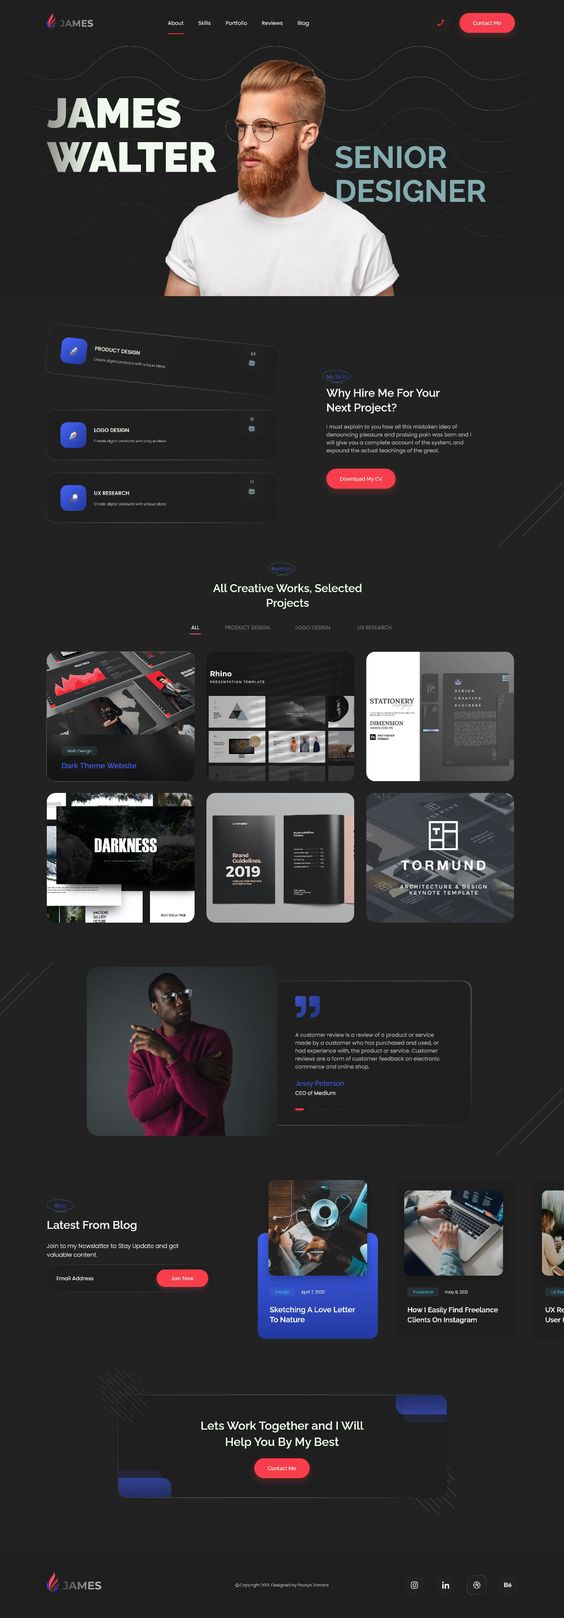 JAMES
About
Skills
Portfolio
Reviews
Blog
Contact Me
JAMES
WALTER
SENIOR
DESIGNER
PRODUCT DESIGN
Create digital products with unique ideas
24
LOGO DESIGN
Create digital products with unique ideas
16
UX RESEARCH
Create digital products with unique ideas
13
My Skills
Why Hire Me For Your
Next Project?
I must explain to you how all this mistaken idea of
denouncing pleasure and praising pain was born and I
will give you a complete account of the system, and
expound the actual teachings of the great.
Download My CV
Portfolio
All Creative Works, Selected
Projects
ALL
PRODUCT DESIGN
LOGO DESIGN
UX RESEARCH
Web Design
Dark Theme Website
Rhino
PRESENTATION TEMPLATE
STATIONERY
DIMENSION
DESIGN
CREATIVE
BUSINESS
DARKNESS
AWESOME
GALLERY
PICTURE
Brand
Guidelines.
2019
TORMUND
TORMUND
ARCHITECTURE & DESIGN
KEYNOTE TEMPLATE
A customer review is a review of a product or service
made by a customer who has purchased and used, or
had experience with, the product or service. Customer
reviews are a form of customer feedback on electronic
commerce and online shop.
Jessy Peterson
CEO of Medium
Blog
Latest From Blog
Join to my Newslatter to Stay Update and get
valuable content.
Email Address
Join Now
Design
April 7, 2020
Sketching A Love Letter
To Nature
Freelance
may 8, 2021
How I Easily Find Freelance
Clients On Instagram
UX Re
UX R
User
Lets Work Together and I Will
Help You By My Best
Contact Me
JAMES
© Copyright 2021. Designed by Pourya
Bē